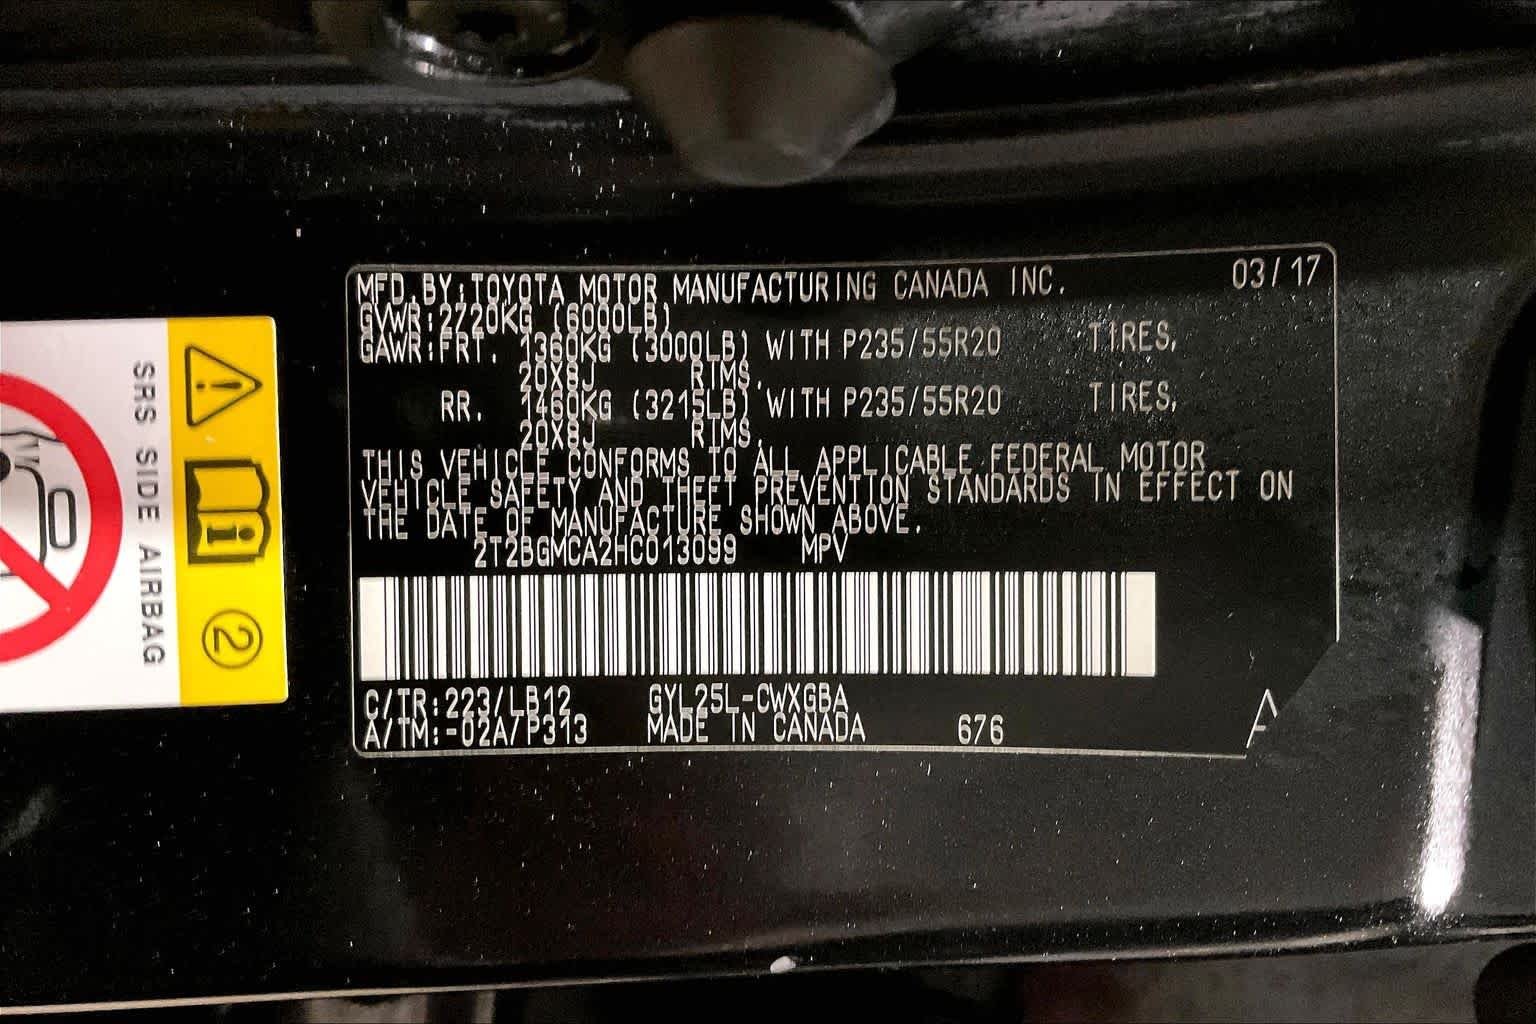 MFD.BY:TOYOTA MOTOR MANUFACTURING CANADA INC. 03/17
GVWR:2720KG (6000LB)
GAWR:FRT. 1360KG (3000LB) WITH P235/55R20 TIRES,
20X8J RIMS.
RR. 1460KG (3215LB) WITH P235/55R20 TIRES,
20X8J RIMS.
THIS VEHICLE CONFORMS TO ALL APPLICABLE FEDERAL MOTOR
VEHICLE SAFETY AND THEFT PREVENTION STANDARDS IN EFFECT ON
THE DATE OF MANUFACTURE SHOWN ABOVE.
2T2BGMCA2HC013099 MPV
C/TR:223/LB12 GYL25L-CWXGBA
A/TM:-02A/P313 MADE IN CANADA 676
A
SRS SIDE AIRBAG
2